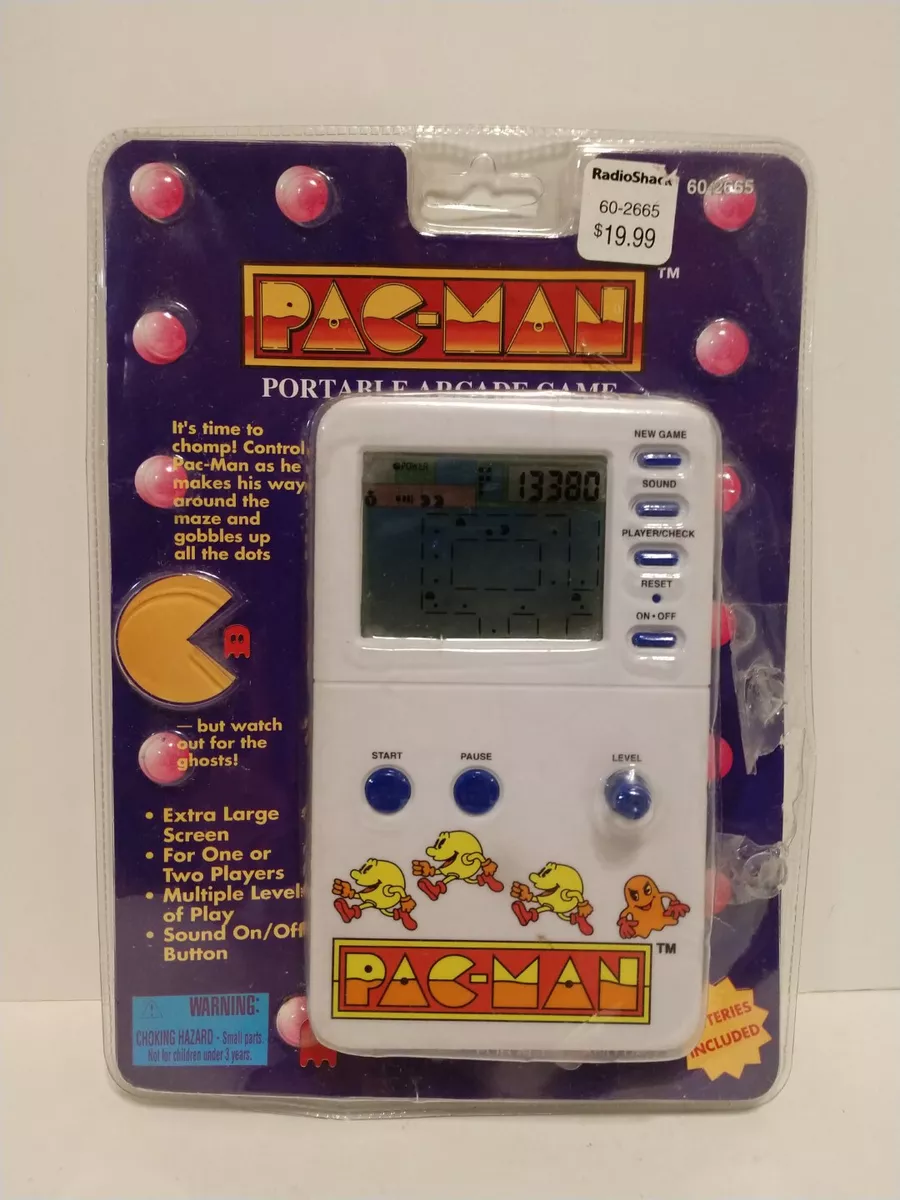 RadioShack
60-2665
$19.99
60-2665
PAC-MAN TM
PORTABLE ARCADE GAME
It's time to
chomp! Control
Pac-Man as he
makes his way
around the
maze and
gobbles up
all the dots
— but watch
out for the
ghosts!
• Extra Large
Screen
• For One or
Two Players
• Multiple Levels
of Play
• Sound On/Off
Button
WARNING:
CHOKING HAZARD - Small parts.
Not for children under 3 years.
POWER
13380
NEW GAME
SOUND
PLAYER/CHECK
RESET
ON • OFF
START
PAUSE
LEVEL
PAC-MAN TM
TERIES
INCLUDED